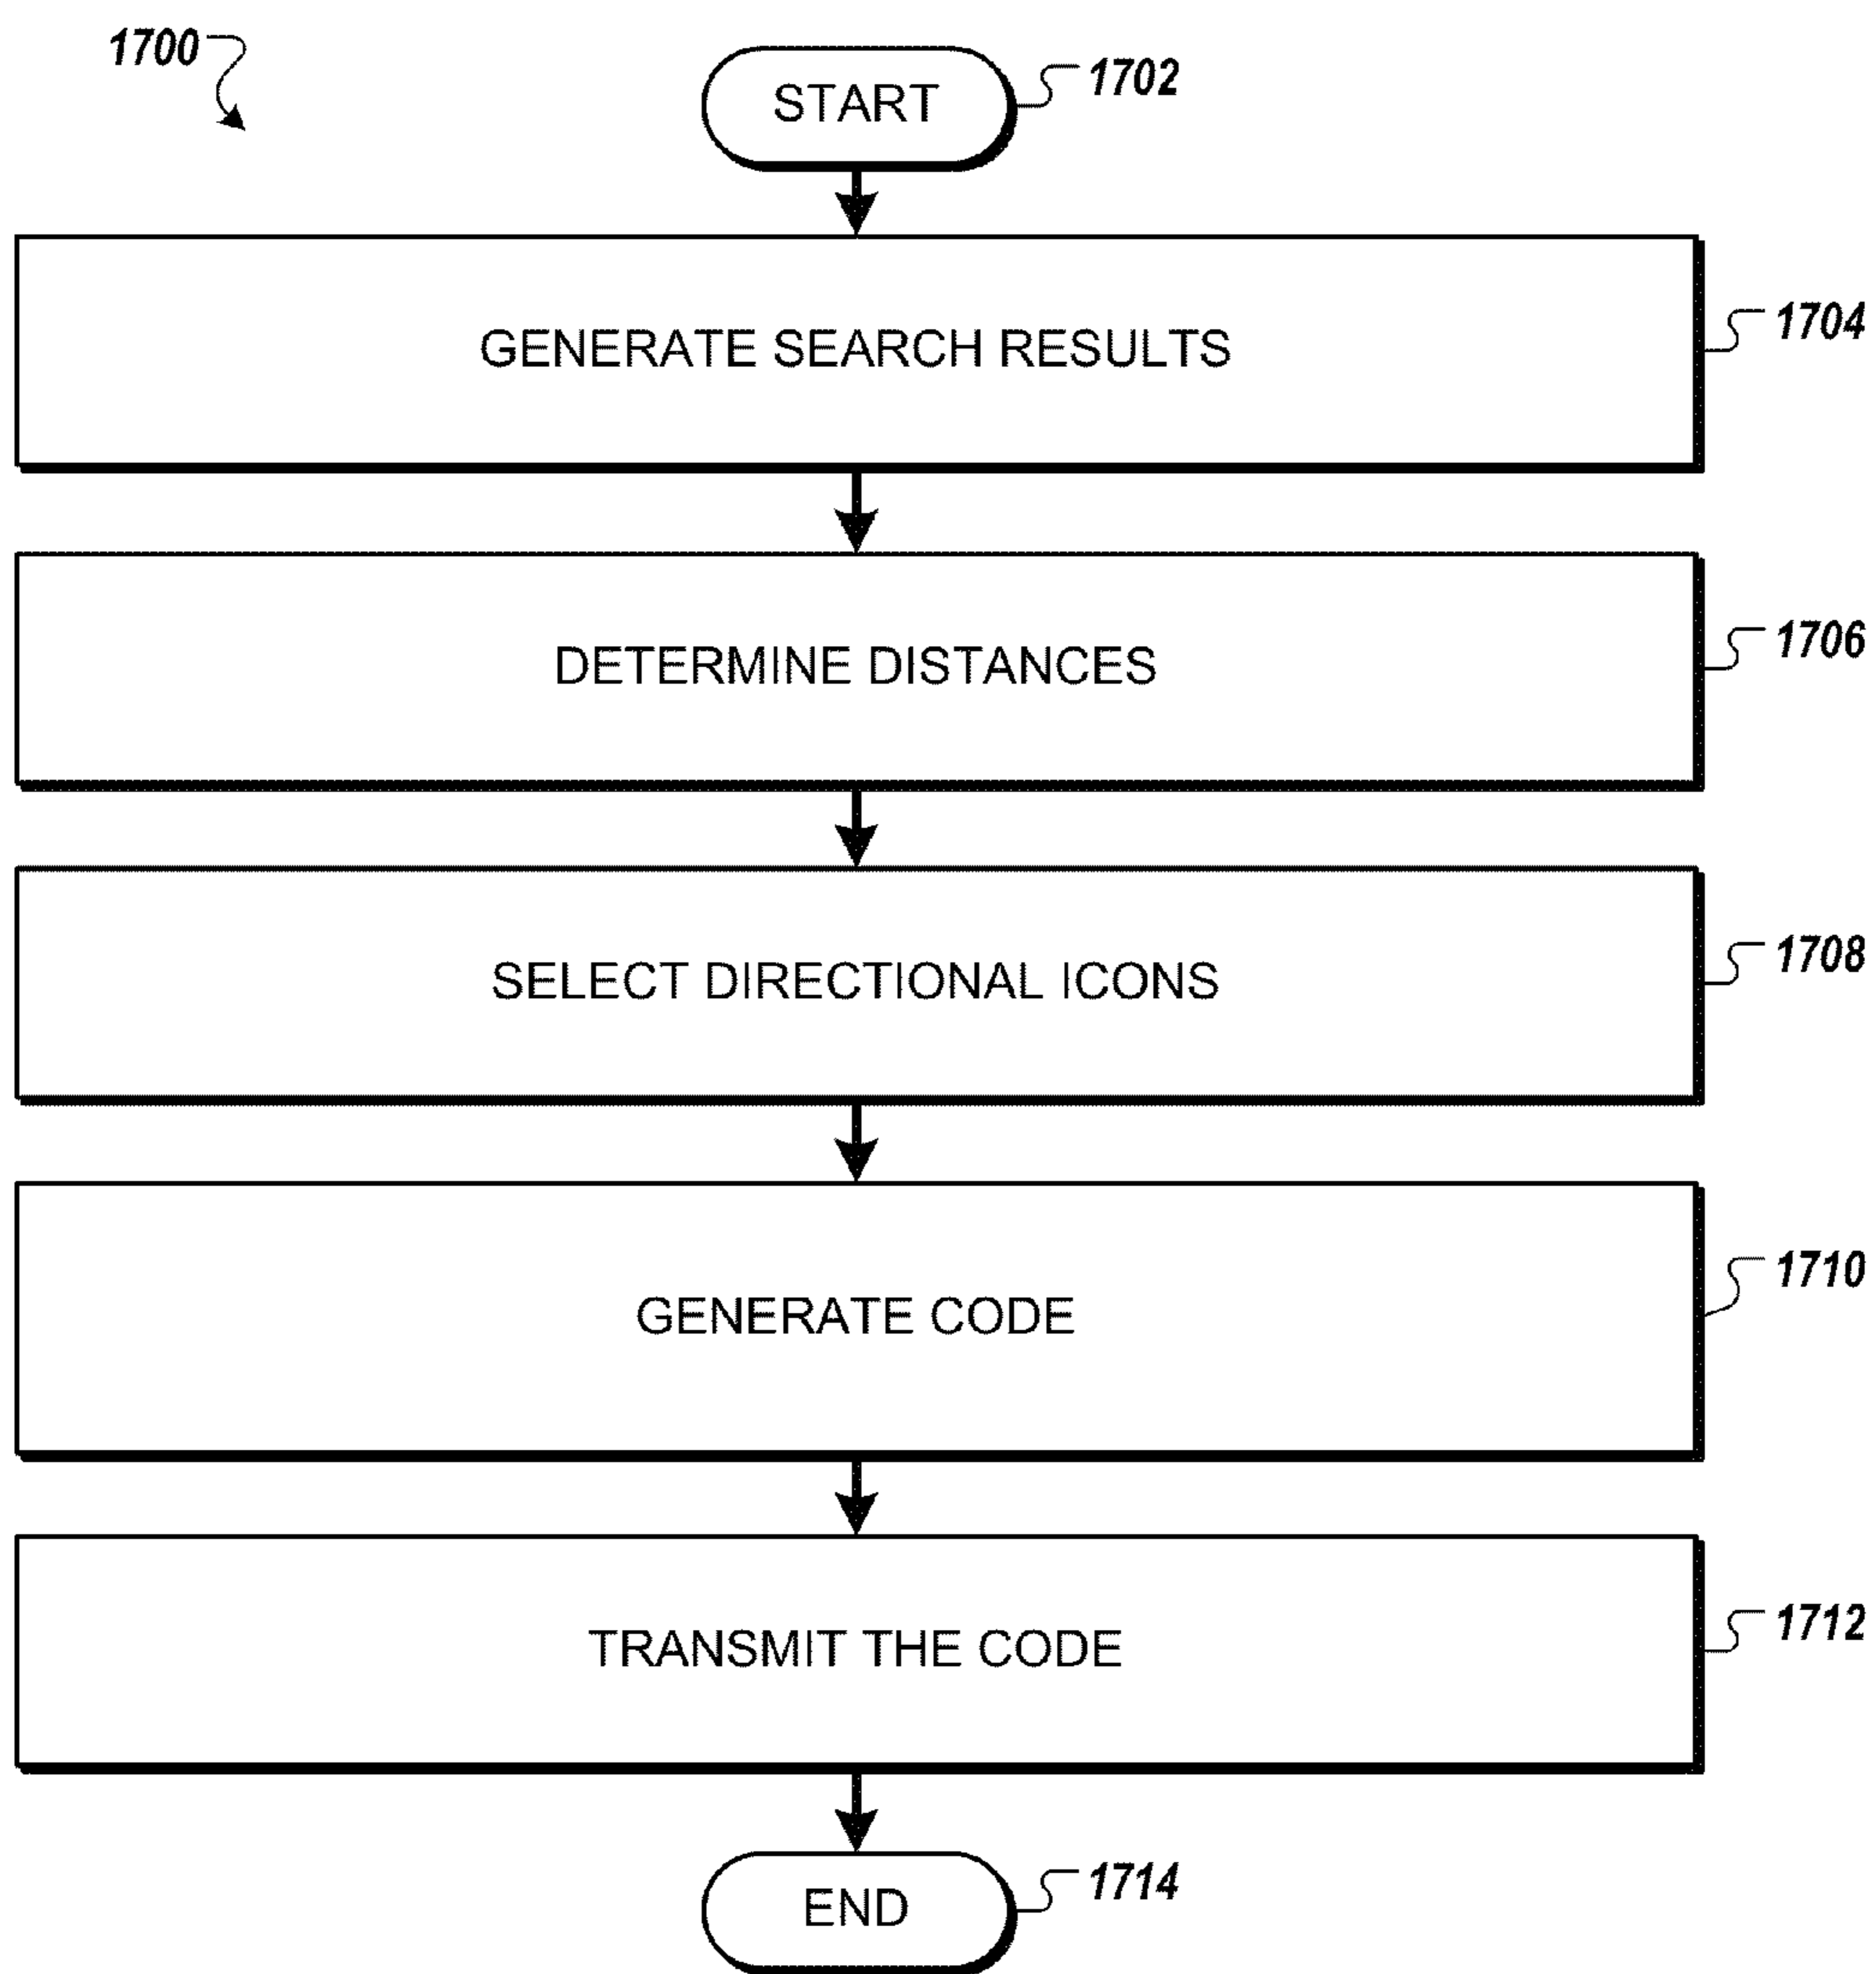 1700
START
1702
GENERATE SEARCH RESULTS
1704
DETERMINE DISTANCES
1706
SELECT DIRECTIONAL ICONS
1708
GENERATE CODE
1710
TRANSMIT THE CODE
1712
END
1714